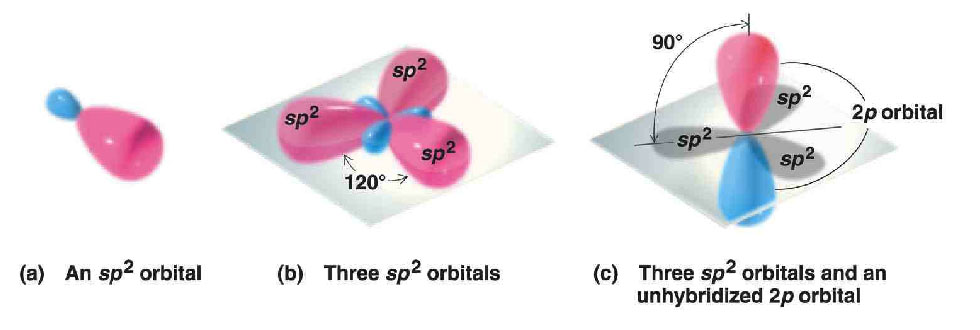 90°
sp²
sp²
sp²
120°
sp²
sp²
sp²
2p orbital
(a) An sp² orbital
(b) Three sp² orbitals
(c) Three sp² orbitals and an
unhybridized 2p orbital